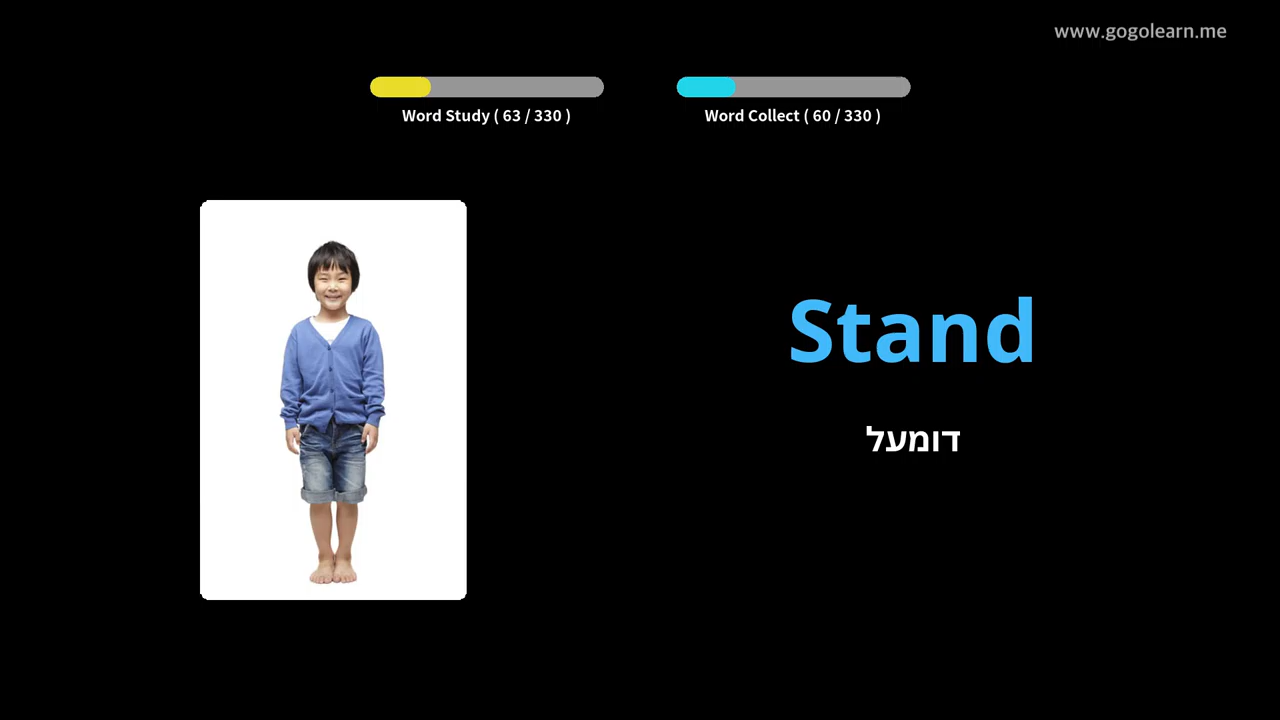 www.gogolearn.me
Word Study ( 63 / 330 )
Word Collect ( 60 / 330 )
Stand
דומעל